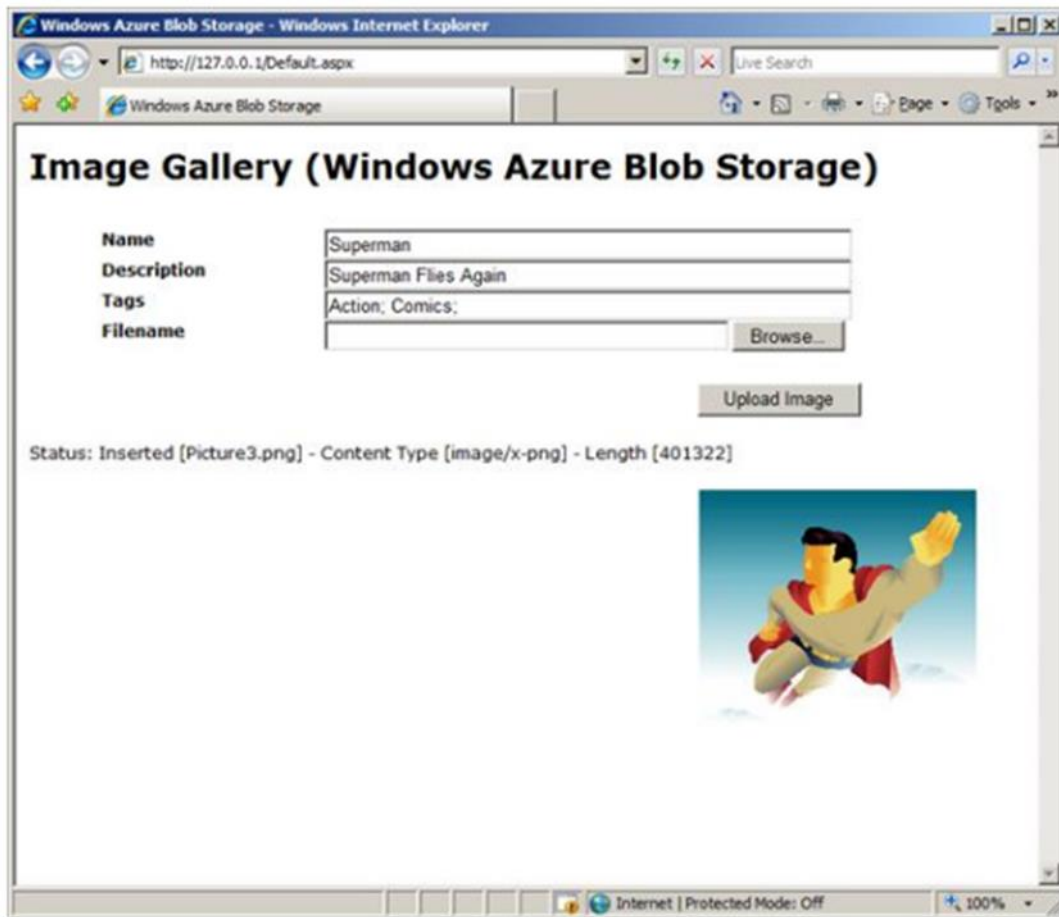 Windows Azure Blob Storage - Windows Internet Explorer
http://127.0.0.1/Default.aspx
Live Search
Windows Azure Blob Storage
Page
Tools
Image Gallery (Windows Azure Blob Storage)
Name
Superman
Description
Superman Flies Again
Tags
Action; Comics;
Filename
Browse...
Upload Image
Status: Inserted [Picture3.png] - Content Type [image/x-png] - Length [401322]
Internet | Protected Mode: Off
100%